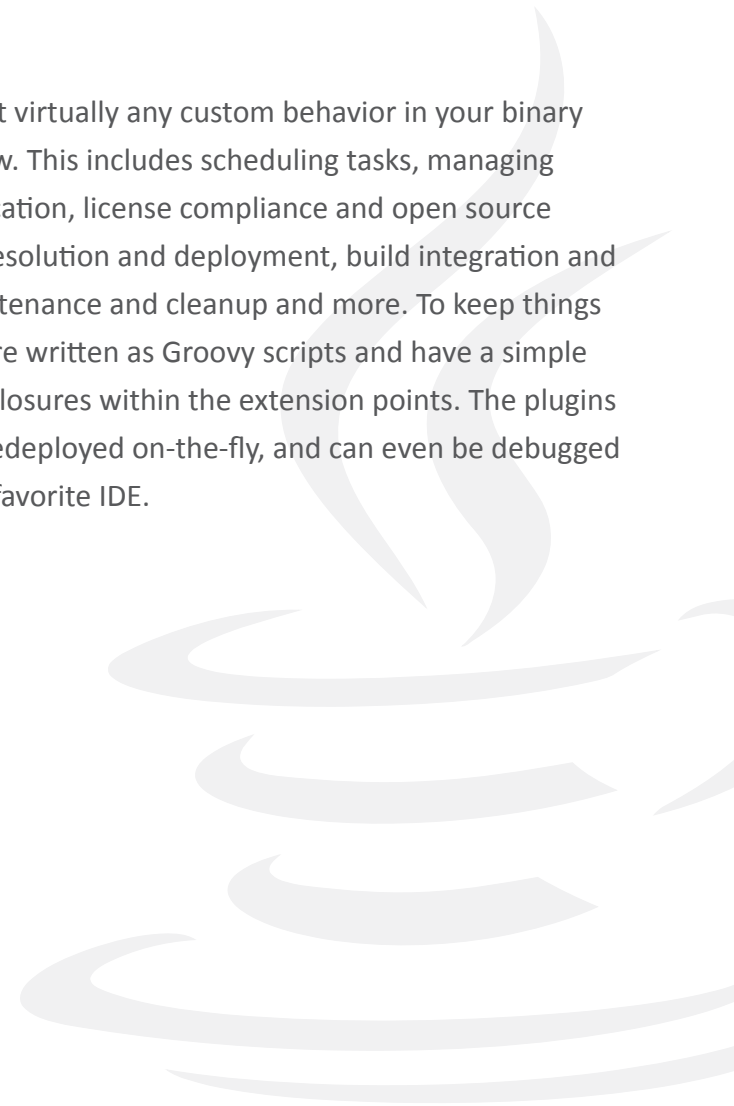 t virtually any custom behavior in your binary
w. This includes scheduling tasks, managing
cation, license compliance and open source
esolution and deployment, build integration and
tenance and cleanup and more. To keep things
re written as Groovy scripts and have a simple
losures within the extension points. The plugins
edeployed on-the-fly, and can even be debugged
favorite IDE.